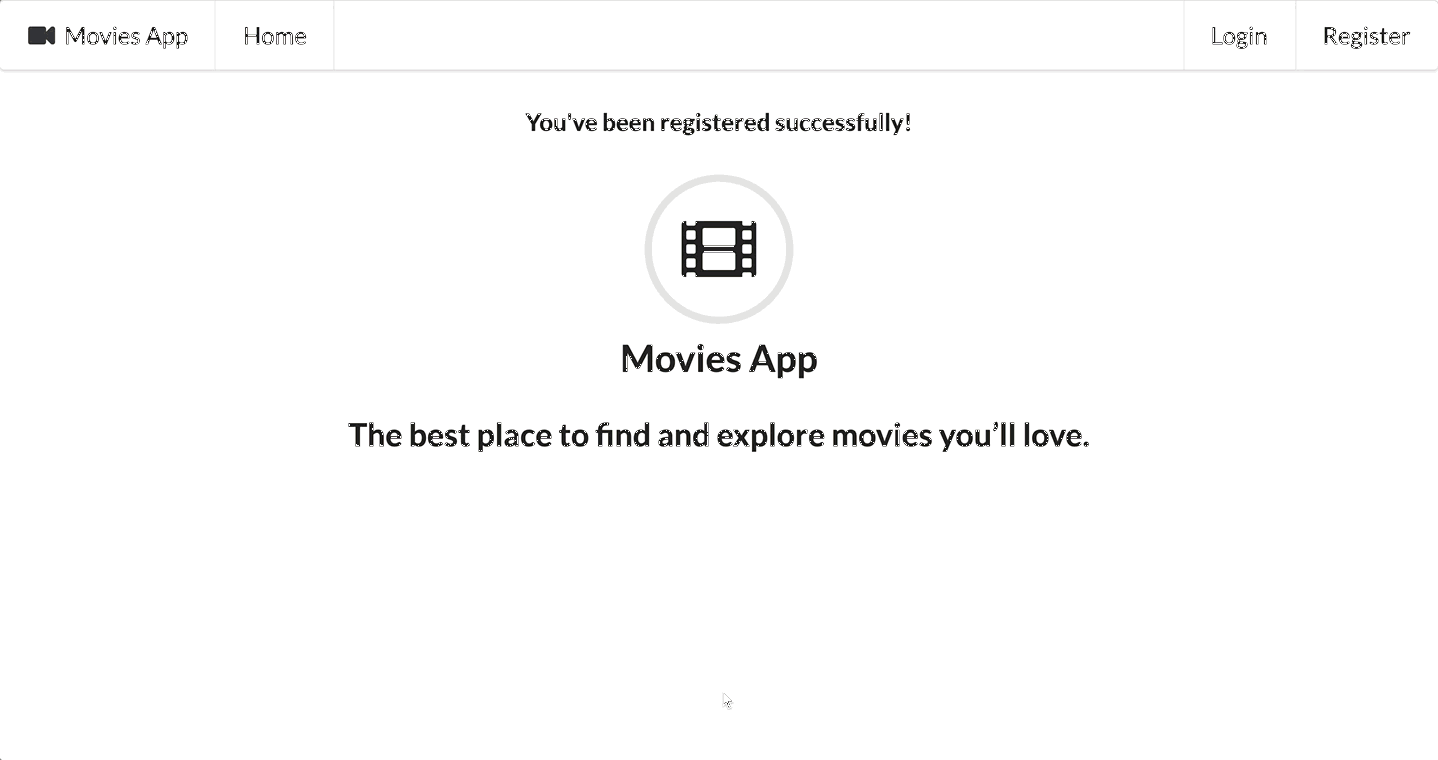 Movies App
Home
Login
Register
You've been registered successfully!
Movies App
The best place to find and explore movies you’ll love.